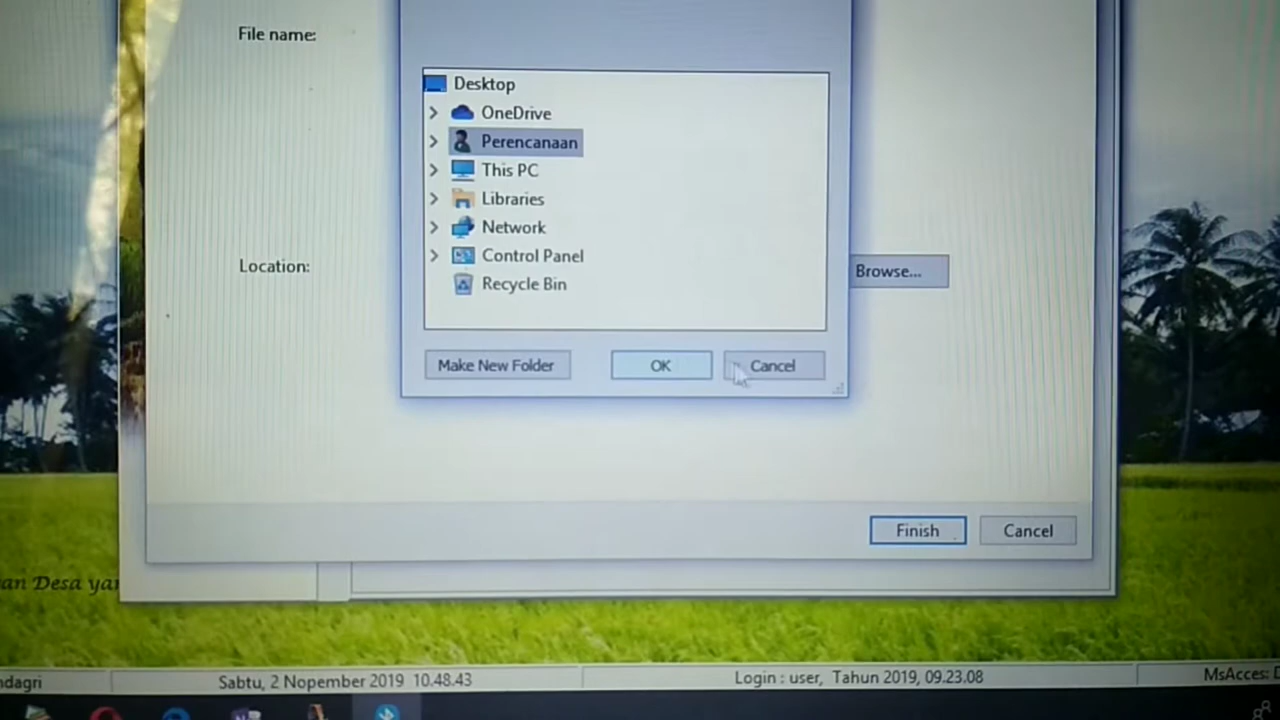 File name:
Desktop
OneDrive
Perencanaan
This PC
Libraries
Network
Control Panel
Recycle Bin
Location:
Browse...
Make New Folder
OK
Cancel
Finish
Cancel
an Desa yan
ndagri
Sabtu, 2 Nopember 2019 10.48.43
Login : user, Tahun 2019, 09.23.08
MsAcces: